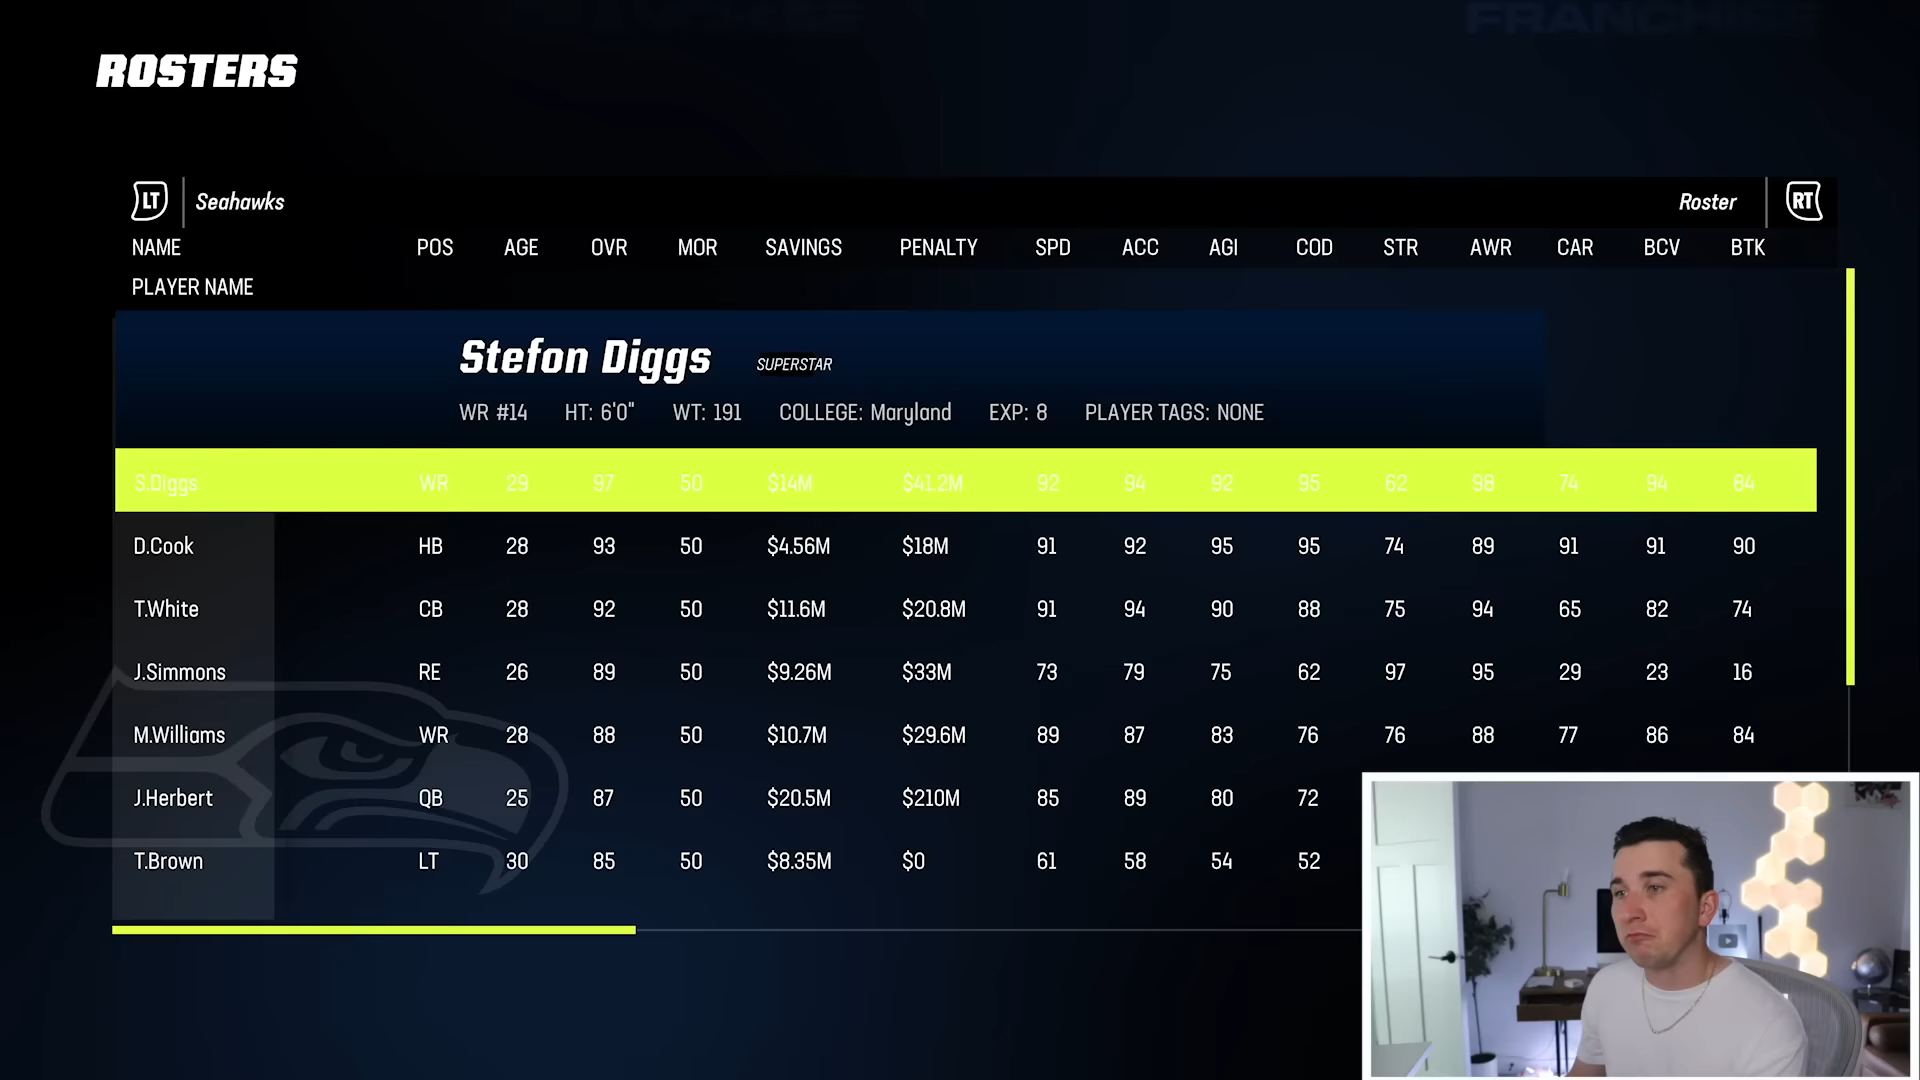 FRANCHISE
ROSTERS
LT Seahawks Roster RT
NAME POS AGE OVR MOR SAVINGS PENALTY SPD ACC AGI COD STR AWR CAR BCV BTK
PLAYER NAME
Stefon Diggs SUPERSTAR
WR #14 HT: 6'0" WT: 191 COLLEGE: Maryland EXP: 8 PLAYER TAGS: NONE
S.Diggs WR 29 97 50 $14M $41.2M 92 94 92 95 62 98 74 94 84
D.Cook HB 28 93 50 $4.56M $18M 91 92 95 95 74 89 91 91 90
T.White CB 28 92 50 $11.6M $20.8M 91 94 90 88 75 94 65 82 74
J.Simmons RE 26 89 50 $9.26M $33M 73 79 75 62 97 95 29 23 16
M.Williams WR 28 88 50 $10.7M $29.6M 89 87 83 76 76 88 77 86 84
J.Herbert QB 25 87 50 $20.5M $210M 85 89 80 72
T.Brown LT 30 85 50 $8.35M $0 61 58 54 52